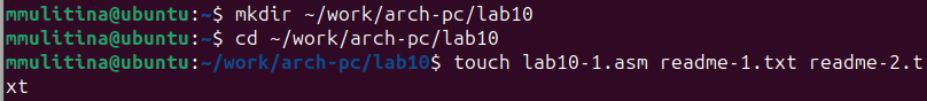 mmulitina@ubuntu:~$ mkdir ~/work/arch-pc/lab10
mmulitina@ubuntu:~$ cd ~/work/arch-pc/lab10
mmulitina@ubuntu:~/work/arch-pc/lab10$ touch lab10-1.asm readme-1.txt readme-2.t
xt